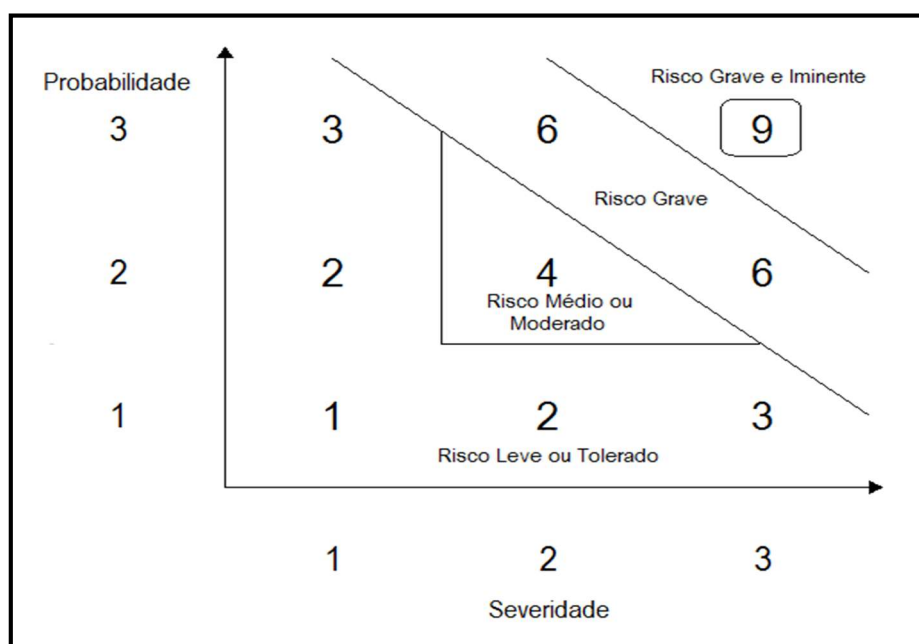 Risco Grave e Iminente
Probabilidade
3 3 6 9
Risco Grave
2 2 4 6
Risco Médio ou
Moderado
1 1 2 3
Risco Leve ou Tolerado
1 2 3
Severidade